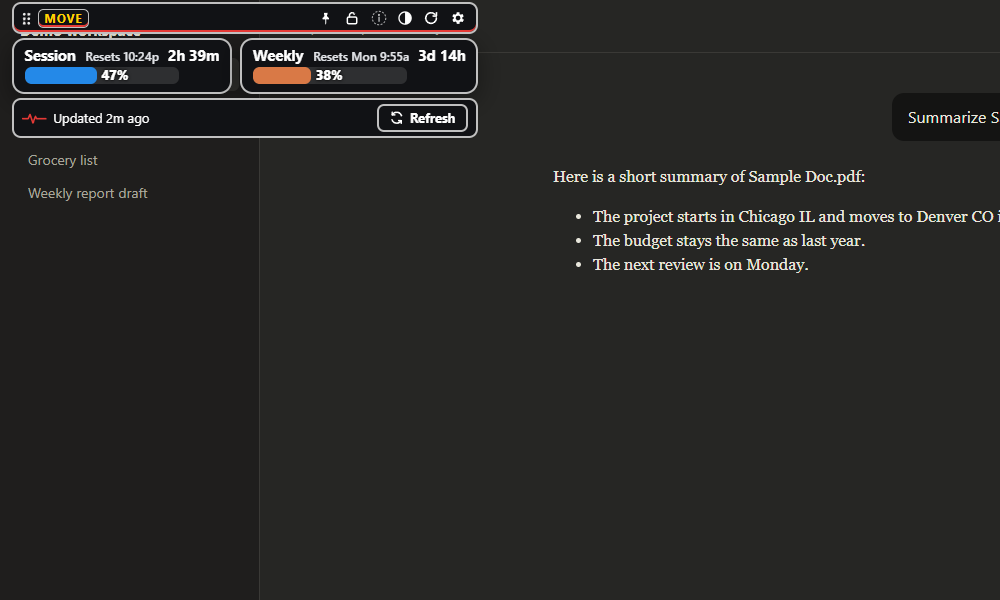 MOVE
Session Resets 10:24p 2h 39m
47%
Weekly Resets Mon 9:55a 3d 14h
38%
Updated 2m ago
Refresh
Grocery list
Weekly report draft
Summarize S
Here is a short summary of Sample Doc.pdf:
• The project starts in Chicago IL and moves to Denver CO i
• The budget stays the same as last year.
• The next review is on Monday.